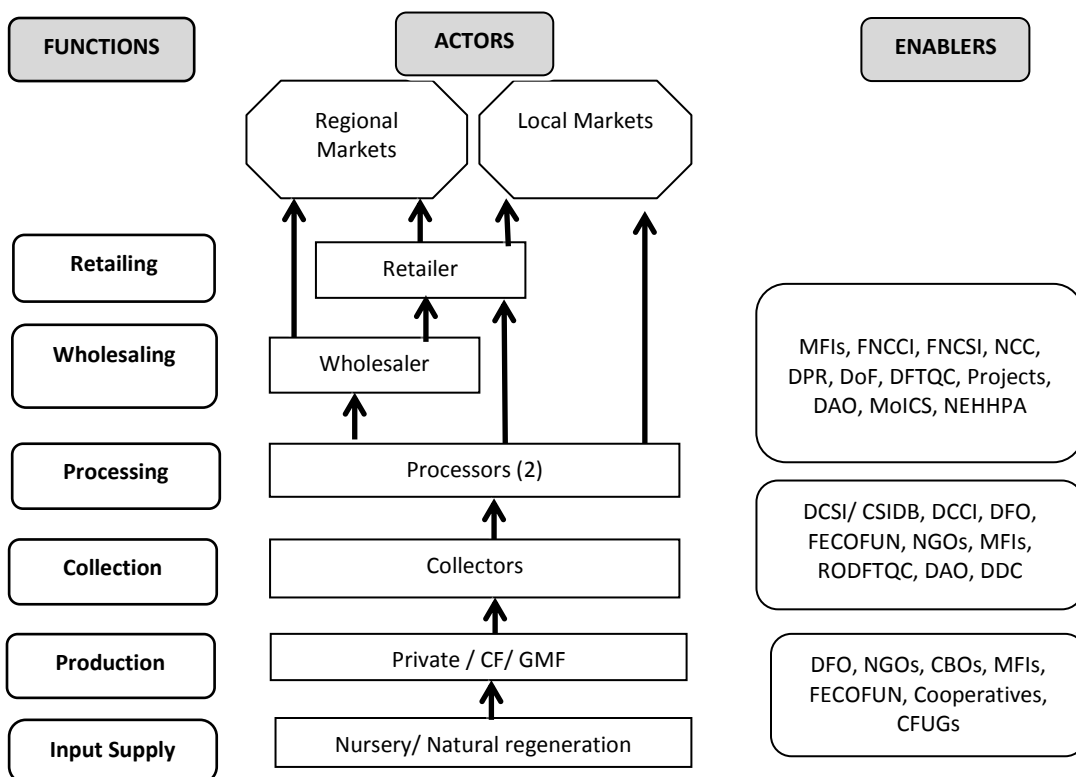 FUNCTIONS
ACTORS
ENABLERS
Regional
Markets
Local Markets
Retailing
Retailer
Wholesaling
Wholesaler
MFIs, FNCCI, FNCSI, NCC,
DPR, DoF, DFTQC, Projects,
DAO, MoICS, NEHHPA
Processing
Processors (2)
Collection
Collectors
DCSI/ CSIDB, DCCI, DFO,
FECOFUN, NGOs, MFIs,
RODFTQC, DAO, DDC
Production
Private / CF/ GMF
DFO, NGOs, CBOs, MFIs,
FECOFUN, Cooperatives,
CFUGs
Input Supply
Nursery/ Natural regeneration